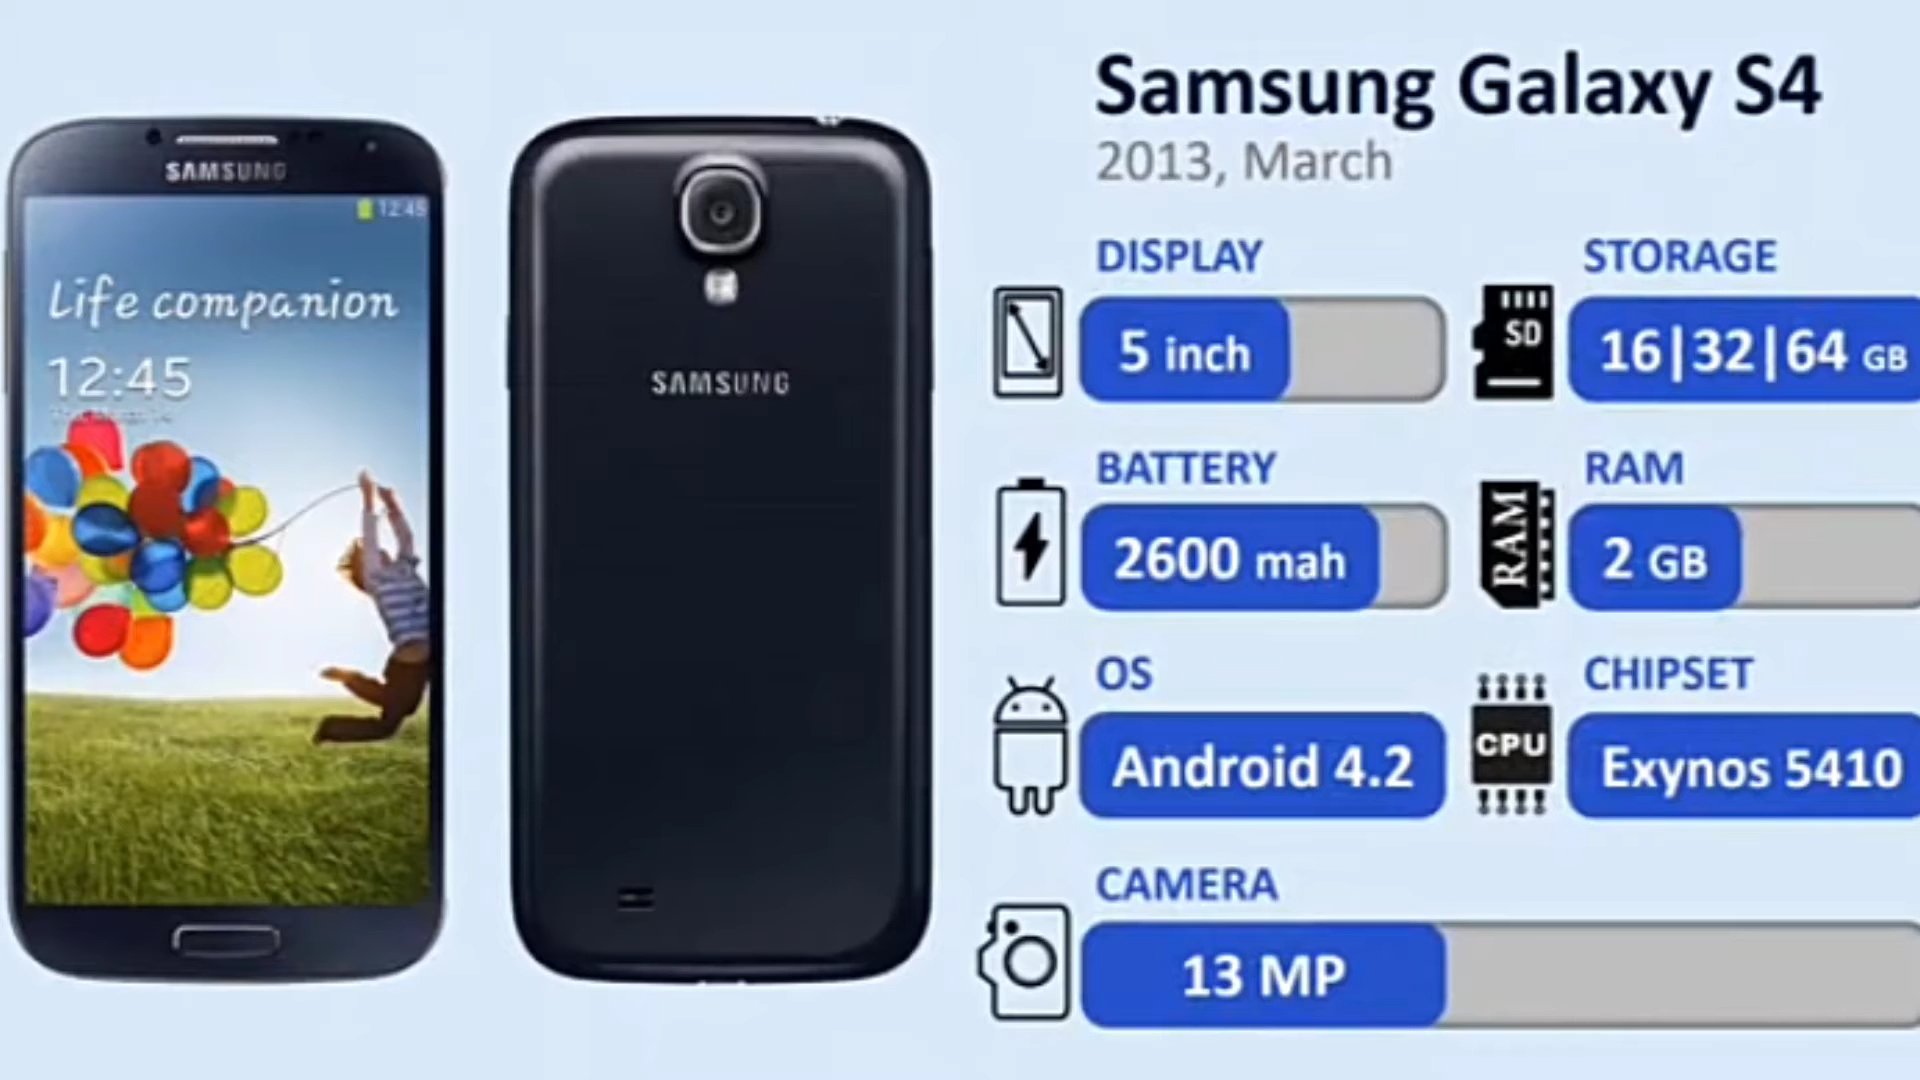 SAMSUNG
12:45
Life companion
12:45
SAMSUNG
Samsung Galaxy S4
2013, March
DISPLAY
5 inch
STORAGE
SD
16|32|64 GB
BATTERY
2600 mah
RAM
RAM
2 GB
OS
Android 4.2
CHIPSET
CPU
Exynos 5410
CAMERA
13 MP